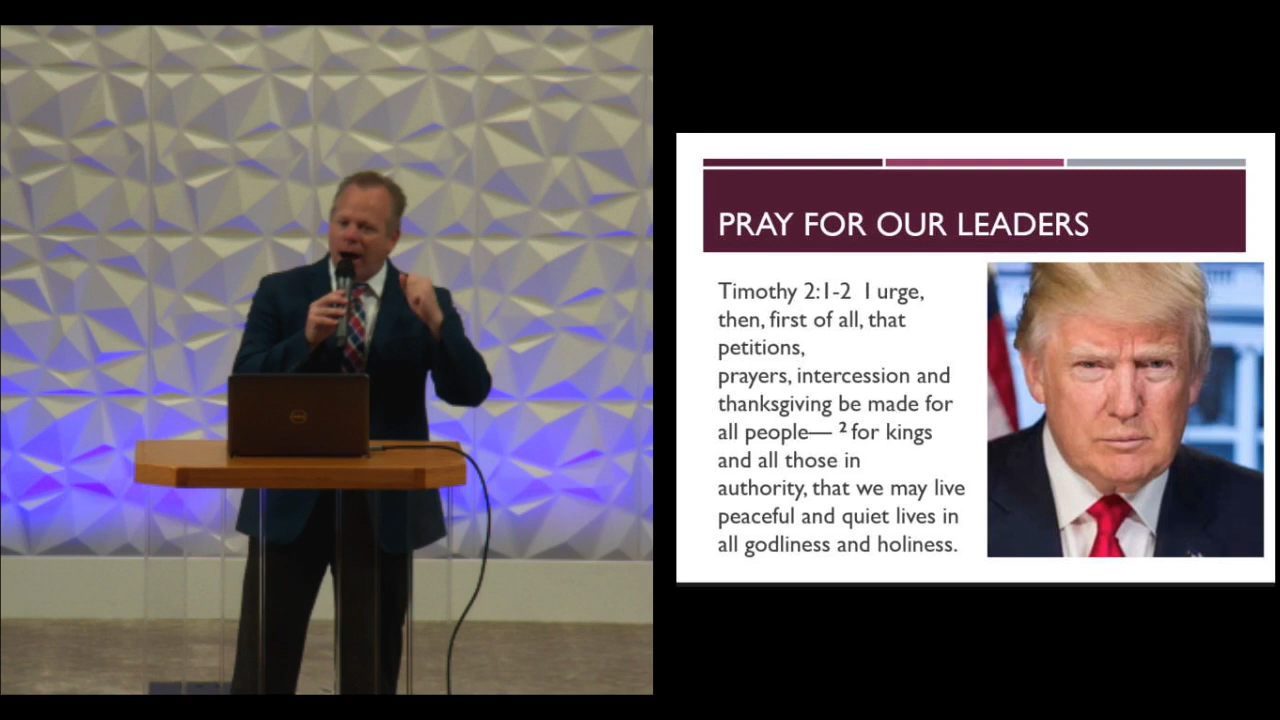 PRAY FOR OUR LEADERS
Timothy 2:1-2  I urge,
then, first of all, that
petitions,
prayers, intercession and
thanksgiving be made for
all people— ² for kings
and all those in
authority, that we may live
peaceful and quiet lives in
all godliness and holiness.
DELL